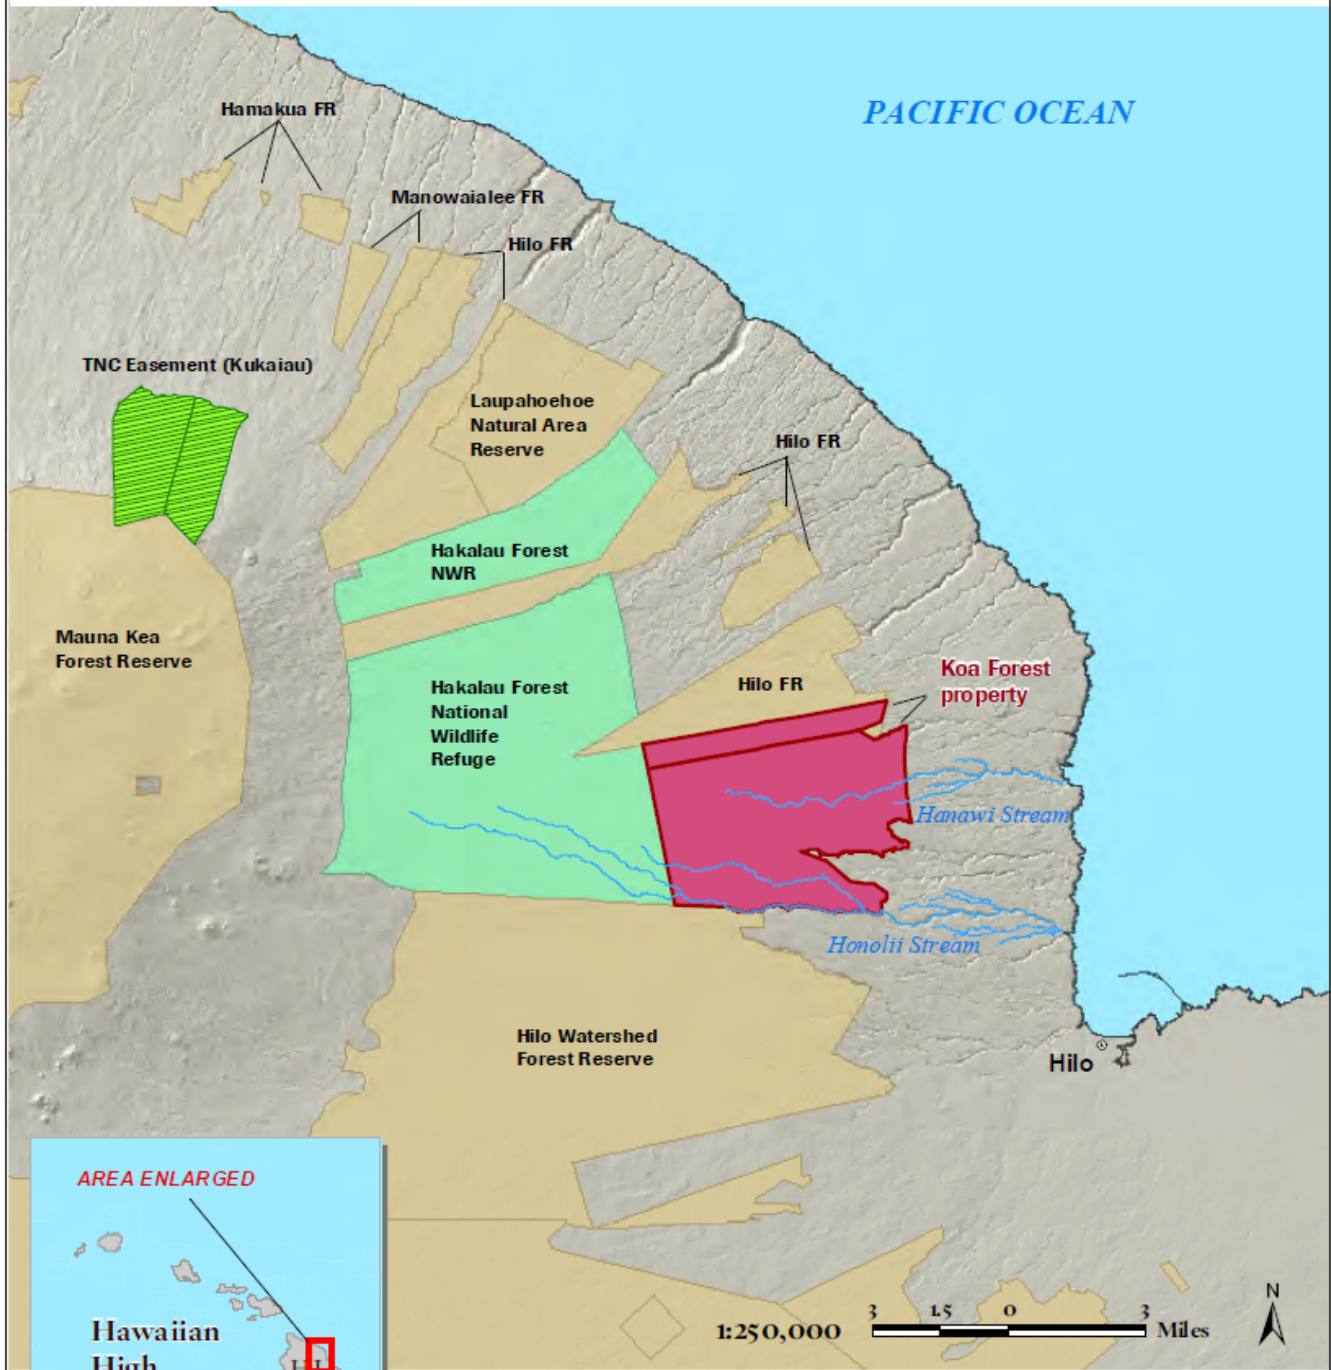 PACIFIC OCEAN
Hamakua FR
Manowaialee FR
Hilo FR
TNC Easement (Kukaiau)
Laupahoehoe
Natural Area
Reserve
Hilo FR
Hakalau Forest
NWR
Mauna Kea
Forest Reserve
Hakalau Forest
National
Wildlife
Refuge
Hilo FR
Koa Forest
property
Hanawi Stream
Honolii Stream
Hilo Watershed
Forest Reserve
Hilo
AREA ENLARGED
Hawaiian
High
N
3 1.5 0 3
1:250,000 Miles